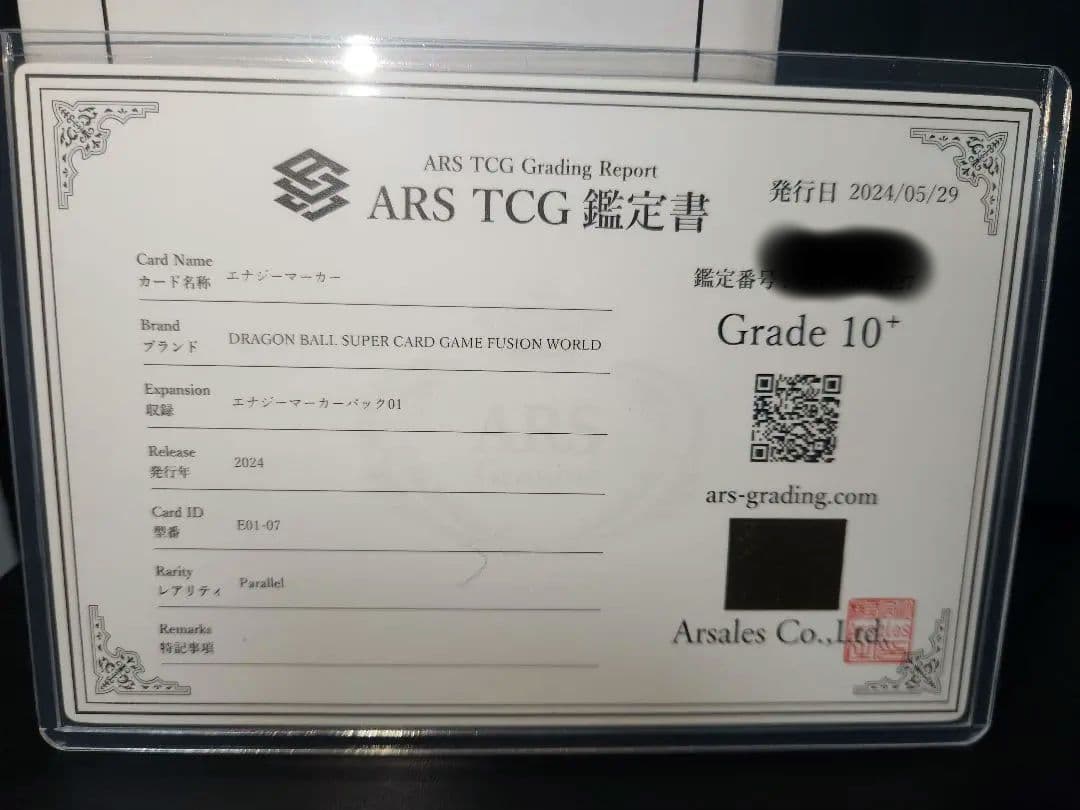 ARS TCG Grading Report
ARS TCG 鑑定書
発行日 2024/05/29
鑑定番号
Grade 10+
ars-grading.com
Arsales Co.,Ltd.
Card Name
カード名称 エナジーマーカー
Brand
ブランド DRAGON BALL SUPER CARD GAME FUSION WORLD
Expansion
収録 エナジーマーカーパック01
Release
発行年 2024
Card ID
型番 E01-07
Rarity
レアリティ Parallel
Remarks
特記事項